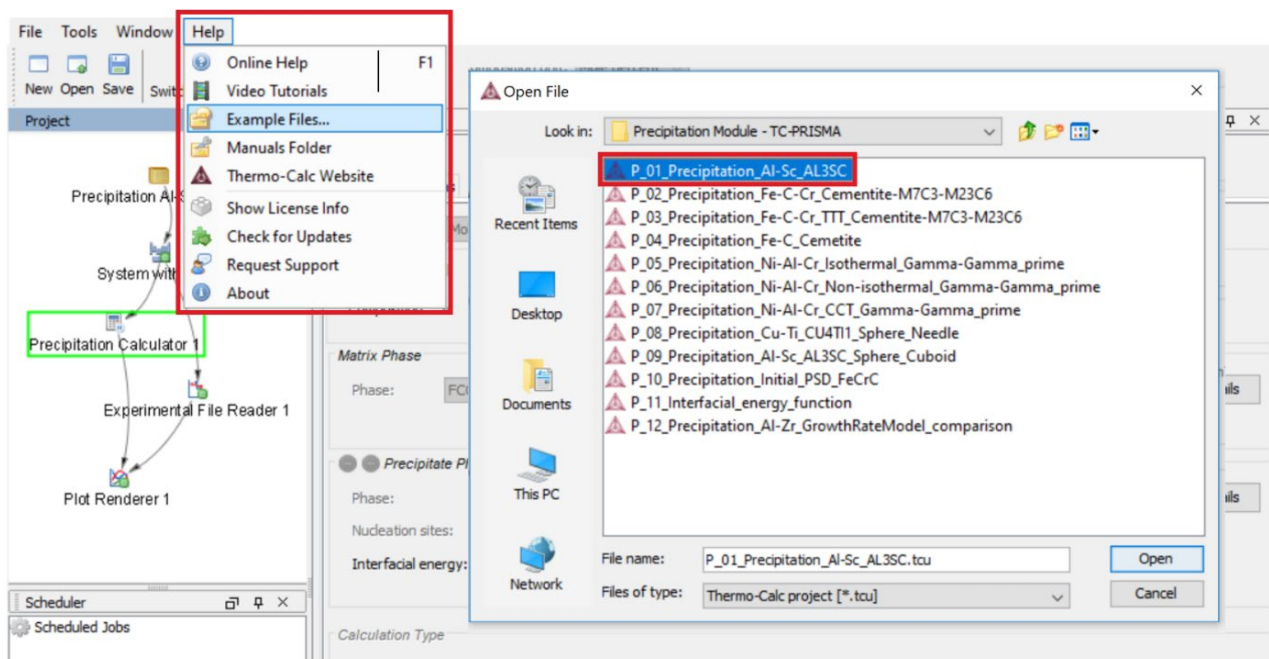 File Tools Window Help
New Open Save
Online Help F1
Video Tutorials
Example Files...
Manuals Folder
Thermo-Calc Website
Show License Info
Check for Updates
Request Support
About
Project
Precipitation Al-S
System with
Precipitation Calculator 1
Experimental File Reader 1
Plot Renderer 1
Scheduler
Scheduled Jobs
Matrix Phase
Phase:
Precipitate Ph
Phase:
Nucleation sites:
Interfacial energy:
Calculation Type
Open File
Look in: Precipitation Module - TC-PRISMA
Recent Items
Desktop
Documents
This PC
Network
P_01_Precipitation_Al-Sc_AL3SC
P_02_Precipitation_Fe-C-Cr_Cementite-M7C3-M23C6
P_03_Precipitation_Fe-C-Cr_TTT_Cementite-M7C3-M23C6
P_04_Precipitation_Fe-C_Cemetite
P_05_Precipitation_Ni-Al-Cr_Isothermal_Gamma-Gamma_prime
P_06_Precipitation_Ni-Al-Cr_Non-isothermal_Gamma-Gamma_prime
P_07_Precipitation_Ni-Al-Cr_CCT_Gamma-Gamma_prime
P_08_Precipitation_Cu-Ti_CU4TI1_Sphere_Needle
P_09_Precipitation_Al-Sc_AL3SC_Sphere_Cuboid
P_10_Precipitation_Initial_PSD_FeCrC
P_11_Interfacial_energy_function
P_12_Precipitation_Al-Zr_GrowthRateModel_comparison
File name: P_01_Precipitation_Al-Sc_AL3SC.tcu Open
Files of type: Thermo-Calc project [*.tcu] Cancel